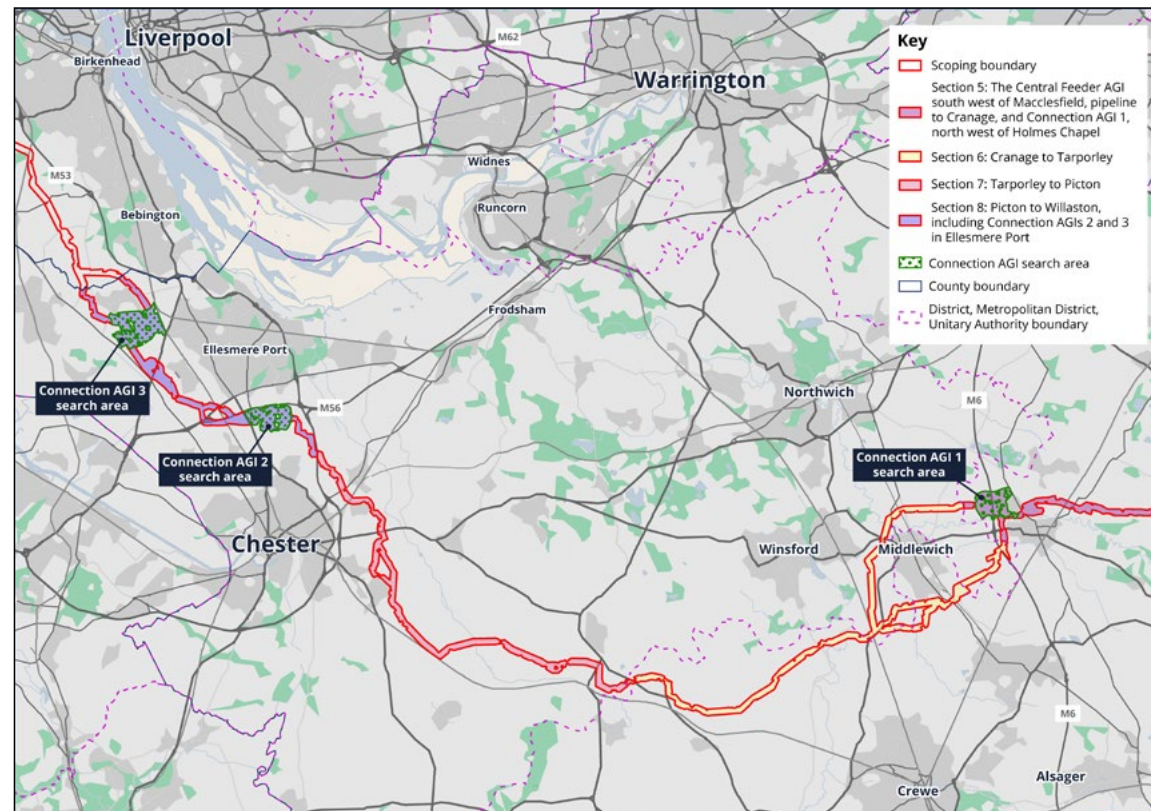 Liverpool
Birkenhead
M62
Warrington
Widnes
Runcorn
M53
Bebington
Frodsham
Ellesmere Port
Connection AGI 3
search area
M56
Connection AGI 2
search area
Northwich
M6
Connection AGI 1
search area
Chester
Winsford
Middlewich
M6
Alsager
Crewe
Key
Scoping boundary
Section 5: The Central Feeder AGI
south west of Macclesfield, pipeline
to Cranage, and Connection AGI 1,
north west of Holmes Chapel
Section 6: Cranage to Tarporley
Section 7: Tarporley to Picton
Section 8: Picton to Willaston,
including Connection AGIs 2 and 3
in Ellesmere Port
Connection AGI search area
County boundary
District, Metropolitan District,
Unitary Authority boundary